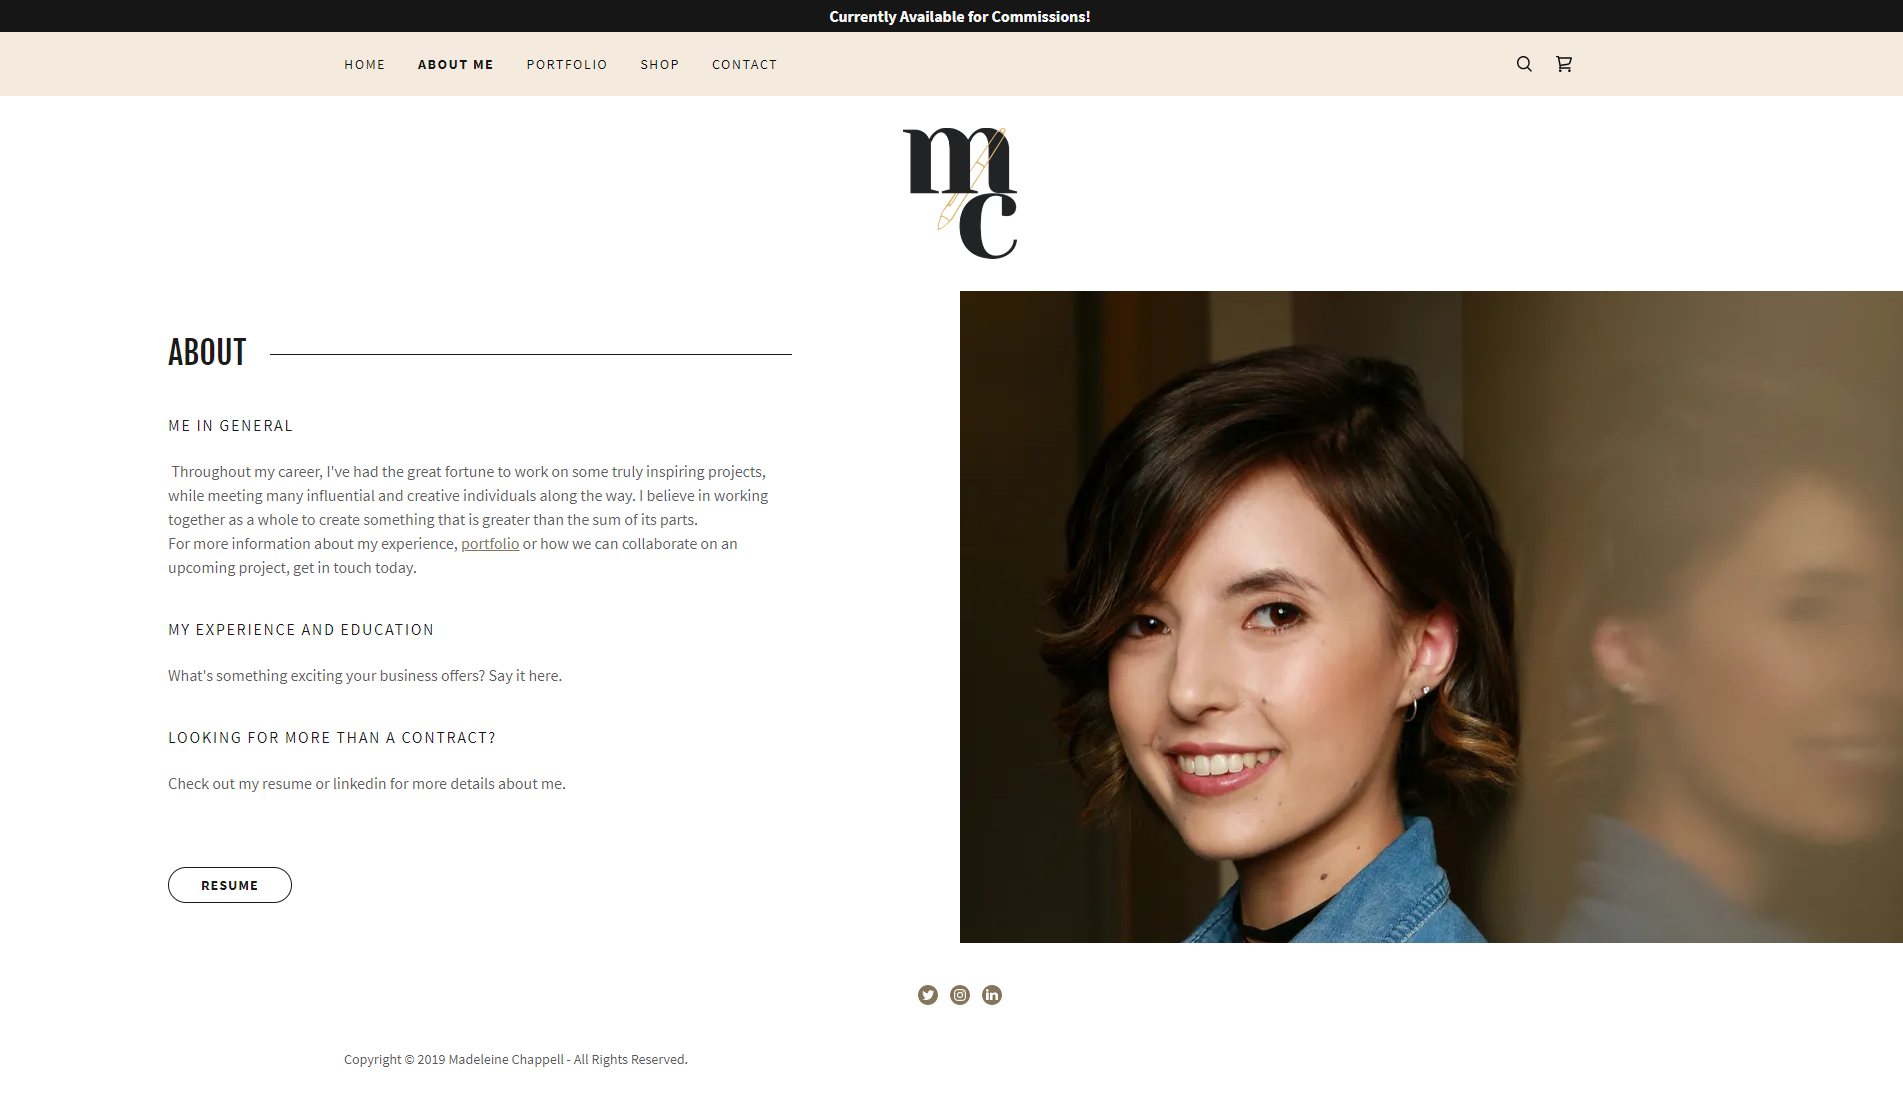 Currently Available for Commissions!
HOME ABOUT ME PORTFOLIO SHOP CONTACT
m
c
ABOUT
ME IN GENERAL
Throughout my career, I've had the great fortune to work on some truly inspiring projects,
while meeting many influential and creative individuals along the way. I believe in working
together as a whole to create something that is greater than the sum of its parts.
For more information about my experience, portfolio or how we can collaborate on an
upcoming project, get in touch today.
MY EXPERIENCE AND EDUCATION
What's something exciting your business offers? Say it here.
LOOKING FOR MORE THAN A CONTRACT?
Check out my resume or linkedin for more details about me.
RESUME
in
Copyright © 2019 Madeleine Chappell - All Rights Reserved.